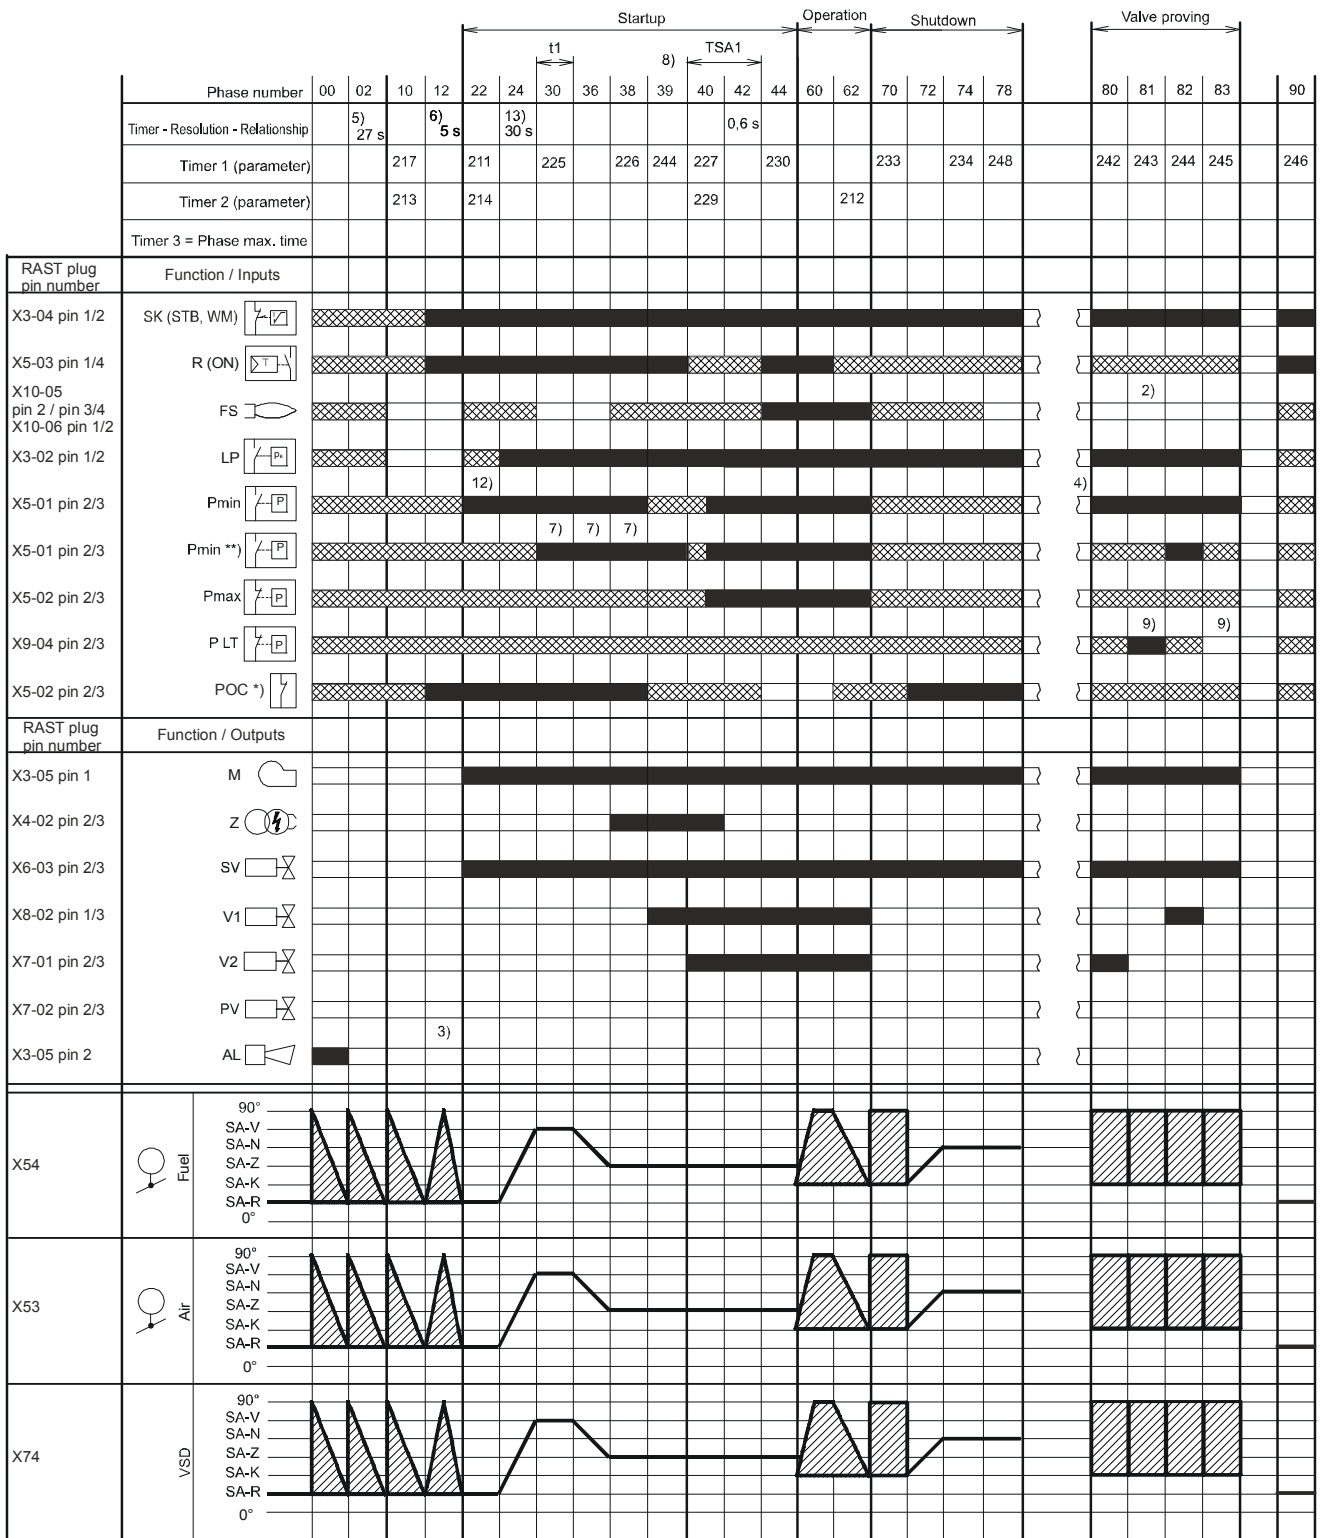 Startup Operation Shutdown Valve proving
t1 8) TSA1
Phase number 00 02 10 12 22 24 30 36 38 39 40 42 44 60 62 70 72 74 78 80 81 82 83 90
Timer - Resolution - Relationship 5) 27 s 6) 5 s 13) 30 s 0,6 s
Timer 1 (parameter) 217 211 225 226 244 227 230 233 234 248 242 243 244 245 246
Timer 2 (parameter) 213 214 229 212
Timer 3 = Phase max. time
RAST plug
pin number
Function / Inputs
X3-04 pin 1/2 SK (STB, WM)
X5-03 pin 1/4 R (ON) T
X10-05
pin 2 / pin 3/4
X10-06 pin 1/2
FS 2)
X3-02 pin 1/2 LP
12) 4)
X5-01 pin 2/3 Pmin P
7) 7) 7)
X5-01 pin 2/3 Pmin **) P
X5-02 pin 2/3 Pmax P
9) 9)
X9-04 pin 2/3 P LT P
X5-02 pin 2/3 POC *)
RAST plug
pin number
Function / Outputs
X3-05 pin 1 M
X4-02 pin 2/3 Z
X6-03 pin 2/3 SV
X8-02 pin 1/3 V1
X7-01 pin 2/3 V2
X7-02 pin 2/3 PV
3)
X3-05 pin 2 AL
X54
Fuel
90°
SA-V
SA-N
SA-Z
SA-K
SA-R
0°
X53
Air
90°
SA-V
SA-N
SA-Z
SA-K
SA-R
0°
X74
VSD
90°
SA-V
SA-N
SA-Z
SA-K
SA-R
0°